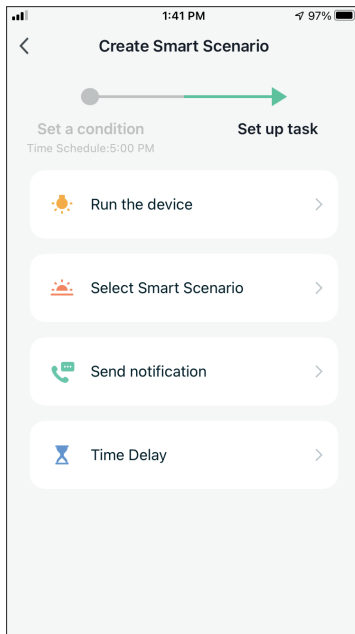 1:41 PM
97%
Create Smart Scenario
Set a condition
Set up task
Time Schedule:5:00 PM
Run the device
Select Smart Scenario
Send notification
Time Delay